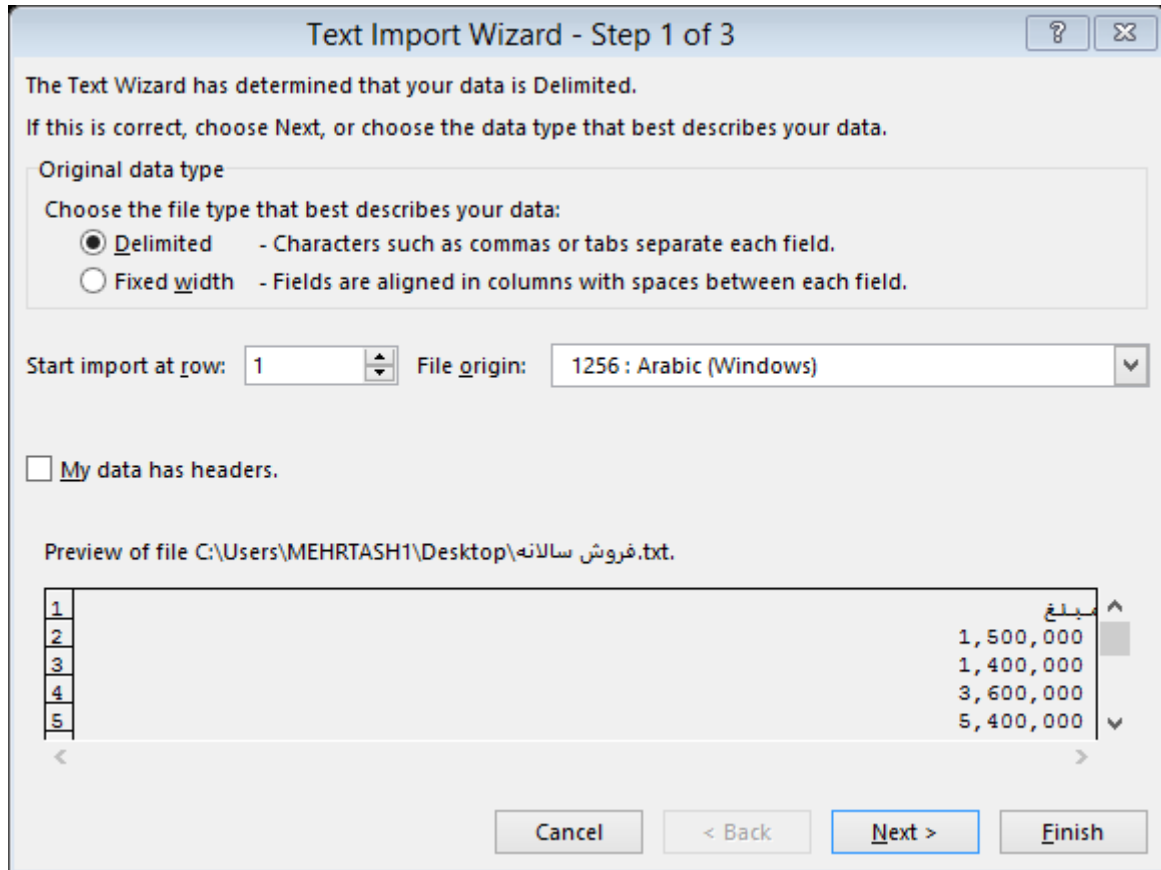 Text Import Wizard - Step 1 of 3
The Text Wizard has determined that your data is Delimited.
If this is correct, choose Next, or choose the data type that best describes your data.
Original data type
Choose the file type that best describes your data:
Delimited - Characters such as commas or tabs separate each field.
Fixed width - Fields are aligned in columns with spaces between each field.
Start import at row: 1 File origin: 1256 : Arabic (Windows)
My data has headers.
Preview of file C:\Users\MEHRTASH1\Desktop\فروش سالانه.txt.
1 مبلغ
2 1,500,000
3 1,400,000
4 3,600,000
5 5,400,000
Cancel < Back Next > Finish